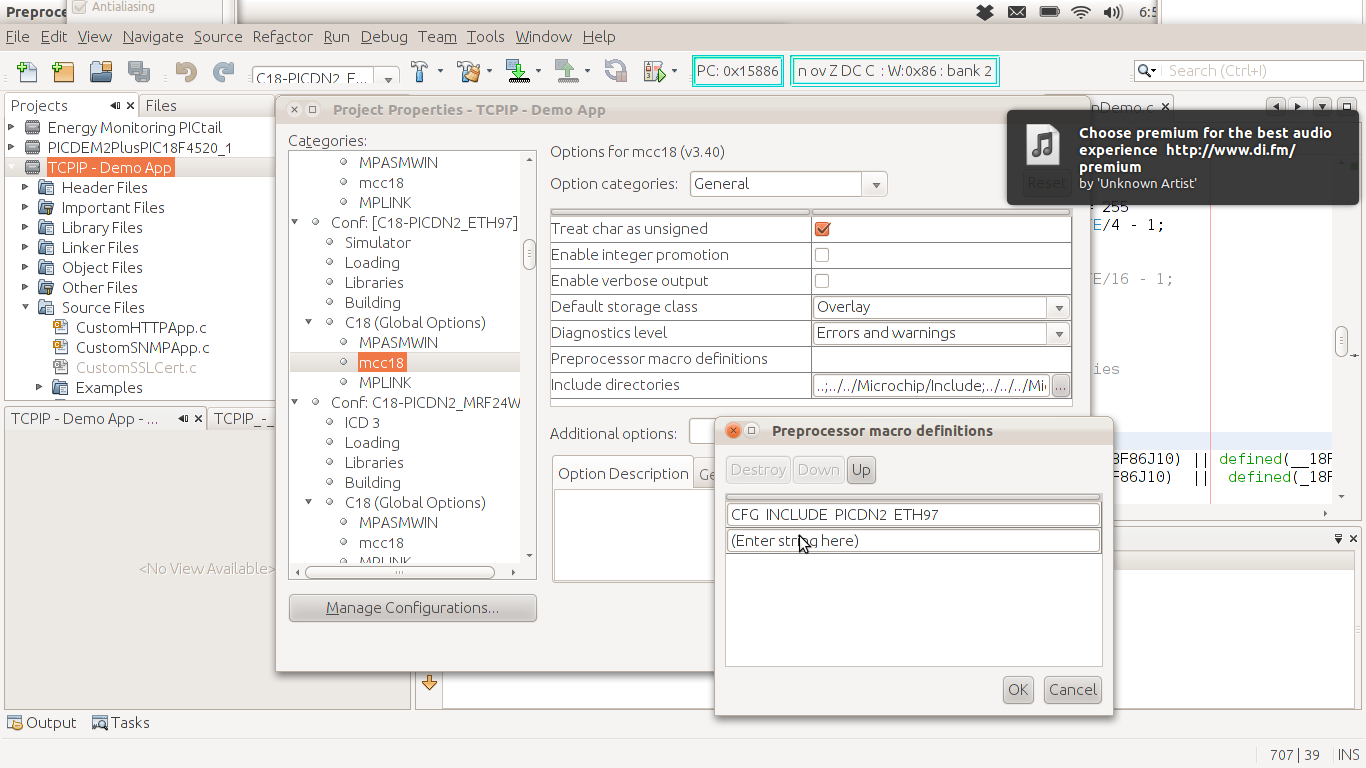 Preproce
Antialiasing
6:5
File Edit View Navigate Source Refactor Run Debug Team Tools Window Help
C18-PICDN2_E...
PC: 0x15886
n ov Z DC C : W:0x86 : bank 2
Search (Ctrl+I)
Projects
Files
Energy Monitoring PICtail
PICDEM2PlusPIC18F4520_1
TCPIP - Demo App
Header Files
Important Files
Library Files
Linker Files
Object Files
Other Files
Source Files
CustomHTTPApp.c
CustomSNMPApp.c
CustomSSLCert.c
Examples
TCPIP - Demo App - ...
TCPIP_-_
<No View Available>
Project Properties - TCPIP - Demo App
Categories:
MPASMWIN
mcc18
MPLINK
Conf: [C18-PICDN2_ETH97]
Simulator
Loading
Libraries
Building
C18 (Global Options)
MPASMWIN
mcc18
MPLINK
Conf: C18-PICDN2_MRF24W
ICD 3
Loading
Libraries
Building
C18 (Global Options)
MPASMWIN
mcc18
MPLINK
Manage Configurations...
Options for mcc18 (v3.40)
Option categories: General
Reset
Treat char as unsigned
Enable integer promotion
Enable verbose output
Default storage class Overlay
Diagnostics level Errors and warnings
Preprocessor macro definitions
Include directories ..;../../Microchip/Include;../../../Mi ...
Additional options:
Option Description
Ge
Preprocessor macro definitions
Destroy Down Up
CFG_INCLUDE_PICDN2_ETH97
(Enter string here)
OK Cancel
nDemo.c
Choose premium for the best audio
experience http://www.di.fm/
premium
by 'Unknown Artist'
= 255
E/4 - 1;
E/16 - 1;
ies
8F86J10) || defined(__18F
8F86J10) || defined(_18F
Output Tasks
707 | 39 INS